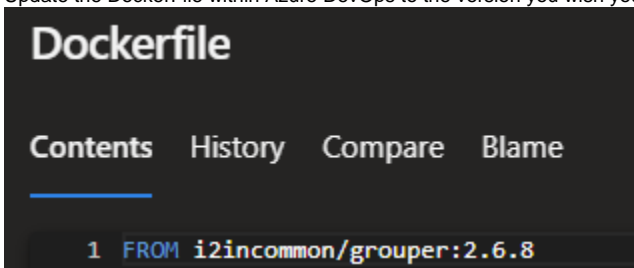 Update the Dockerfile within Azure DevOps to the version you wish you
Dockerfile
Contents History Compare Blame
1 FROM i2incommon/grouper:2.6.8